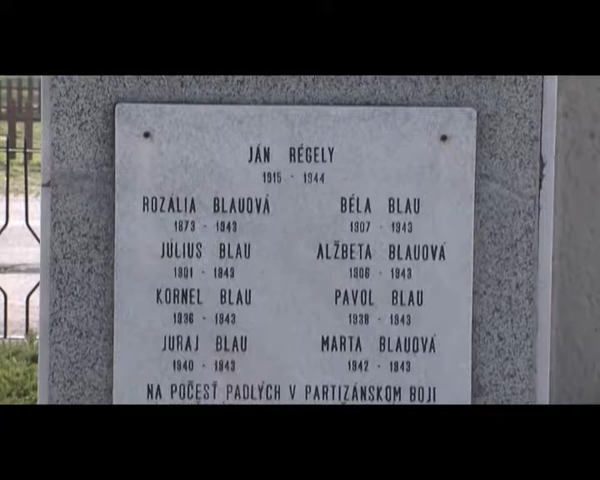 JÁN RÉGELY
1915 - 1944
ROZÁLIA BLAUOVÁ BÉLA BLAU
1873 - 1943 1907 - 1943
JÚLIUS BLAU ALŽBETA BLAUOVÁ
1901 - 1943 1906 - 1943
KORNEL BLAU PAVOL BLAU
1936 - 1943 1938 - 1943
JURAJ BLAU MARTA BLAUOVÁ
1940 - 1943 1942 - 1943
NA POČESŤ PADLÝCH V PARTIZÁNSKOM BOJI